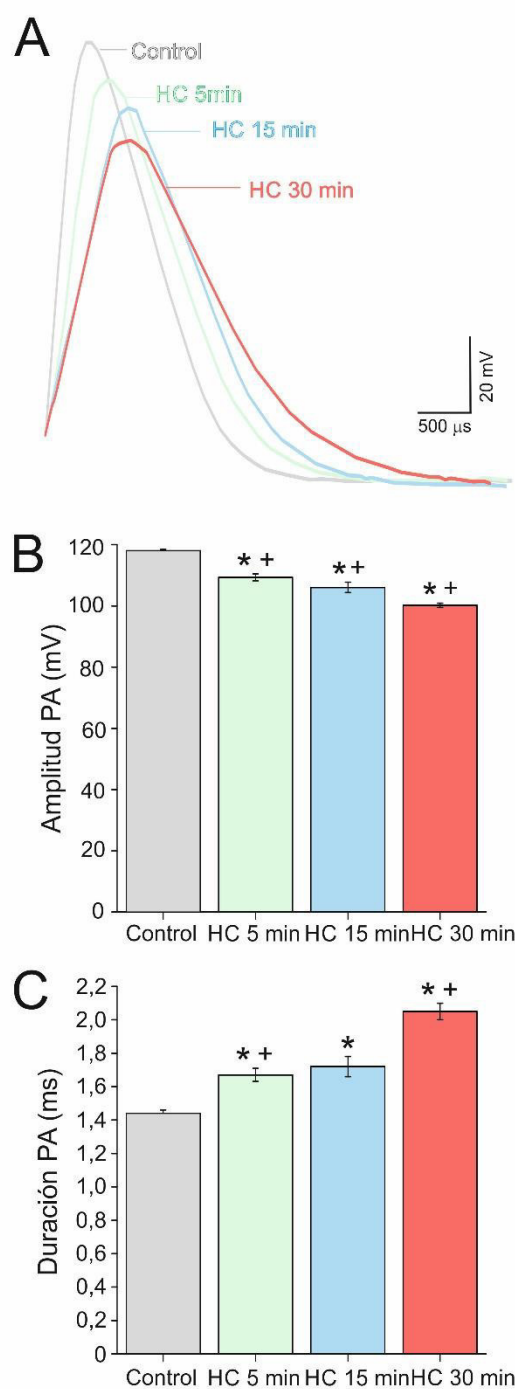 A
Control
HC 5min
HC 15 min
HC 30 min
20 mV
500 µs
B
Amplitud PA (mV)
120
100
80
60
40
20
0
* +
* +
* +
Control HC 5 min HC 15 min HC 30 min
C
Duración PA (ms)
2,2
2,0
1,8
1,6
1,4
1,2
1,0
0,8
0,6
0,4
0,2
0
* +
*
* +
Control HC 5 min HC 15 min HC 30 min